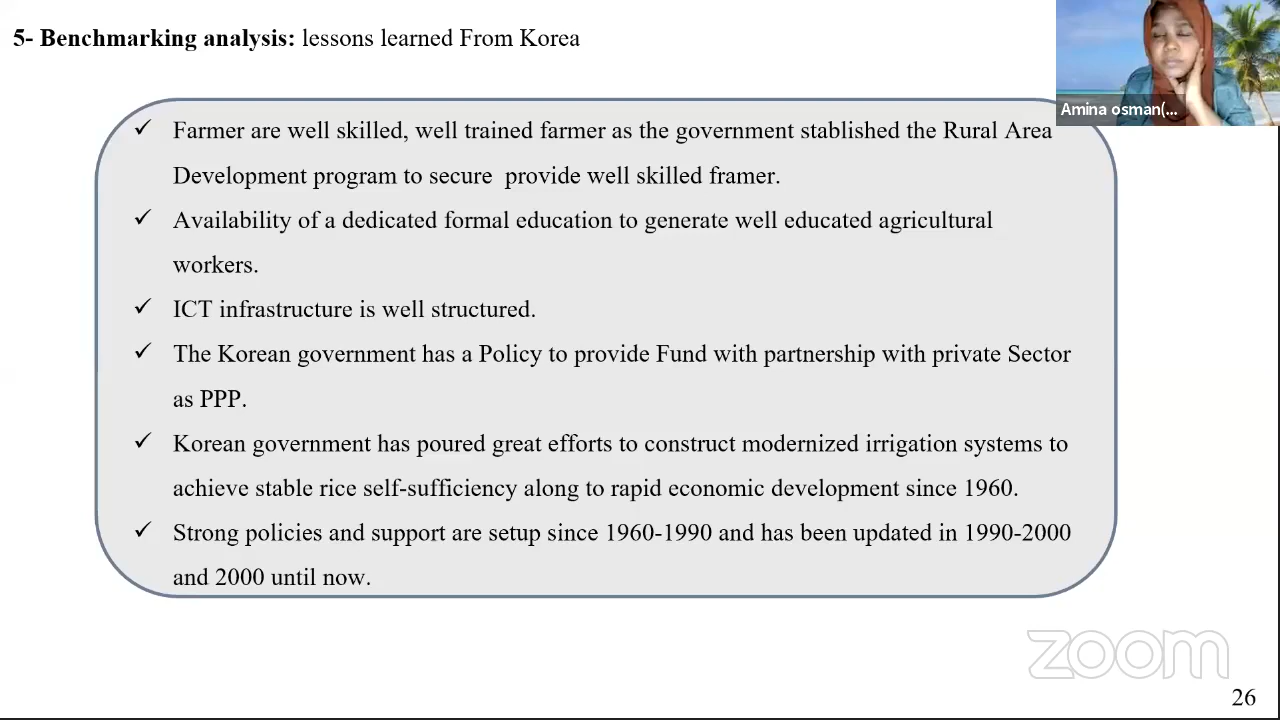 5- Benchmarking analysis: lessons learned From Korea
Amina osman(...
✓ Farmer are well skilled, well trained farmer as the government stablished the Rural Area
Development program to secure  provide well skilled framer.
✓ Availability of a dedicated formal education to generate well educated agricultural
workers.
✓ ICT infrastructure is well structured.
✓ The Korean government has a Policy to provide Fund with partnership with private Sector
as PPP.
✓ Korean government has poured great efforts to construct modernized irrigation systems to
achieve stable rice self-sufficiency along to rapid economic development since 1960.
✓ Strong policies and support are setup since 1960-1990 and has been updated in 1990-2000
and 2000 until now.
zoom
26